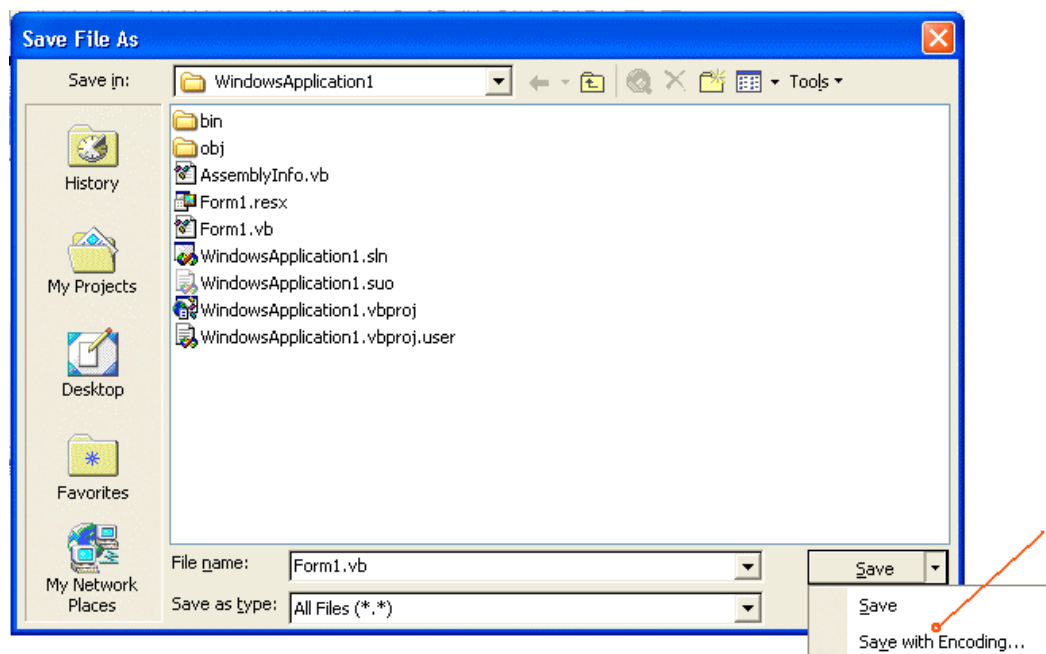 Save File As
Save in:
WindowsApplication1
Tools
History
My Projects
Desktop
Favorites
My Network
Places
bin
obj
AssemblyInfo.vb
Form1.resx
Form1.vb
WindowsApplication1.sln
WindowsApplication1.suo
WindowsApplication1.vbproj
WindowsApplication1.vbproj.user
File name:
Form1.vb
Save
Save as type:
All Files (*.*)
Save
Save with Encoding...